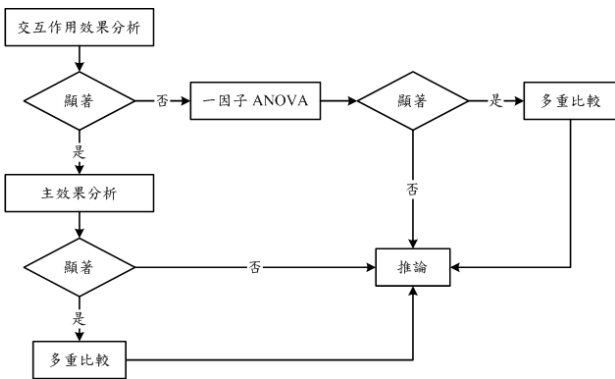 交互作用效果分析
顯著
否
一因子 ANOVA
顯著
是
多重比較
是
主效果分析
否
顯著
否
推論
是
多重比較